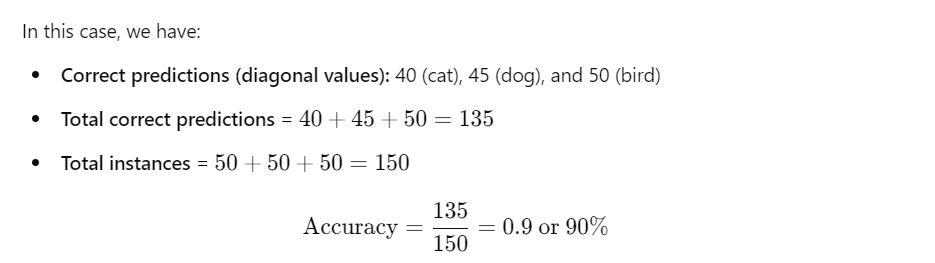 In this case, we have:
• Correct predictions (diagonal values): 40 (cat), 45 (dog), and 50 (bird)
• Total correct predictions = 40 + 45 + 50 = 135
• Total instances = 50 + 50 + 50 = 150
Accuracy = 135/150 = 0.9 or 90%